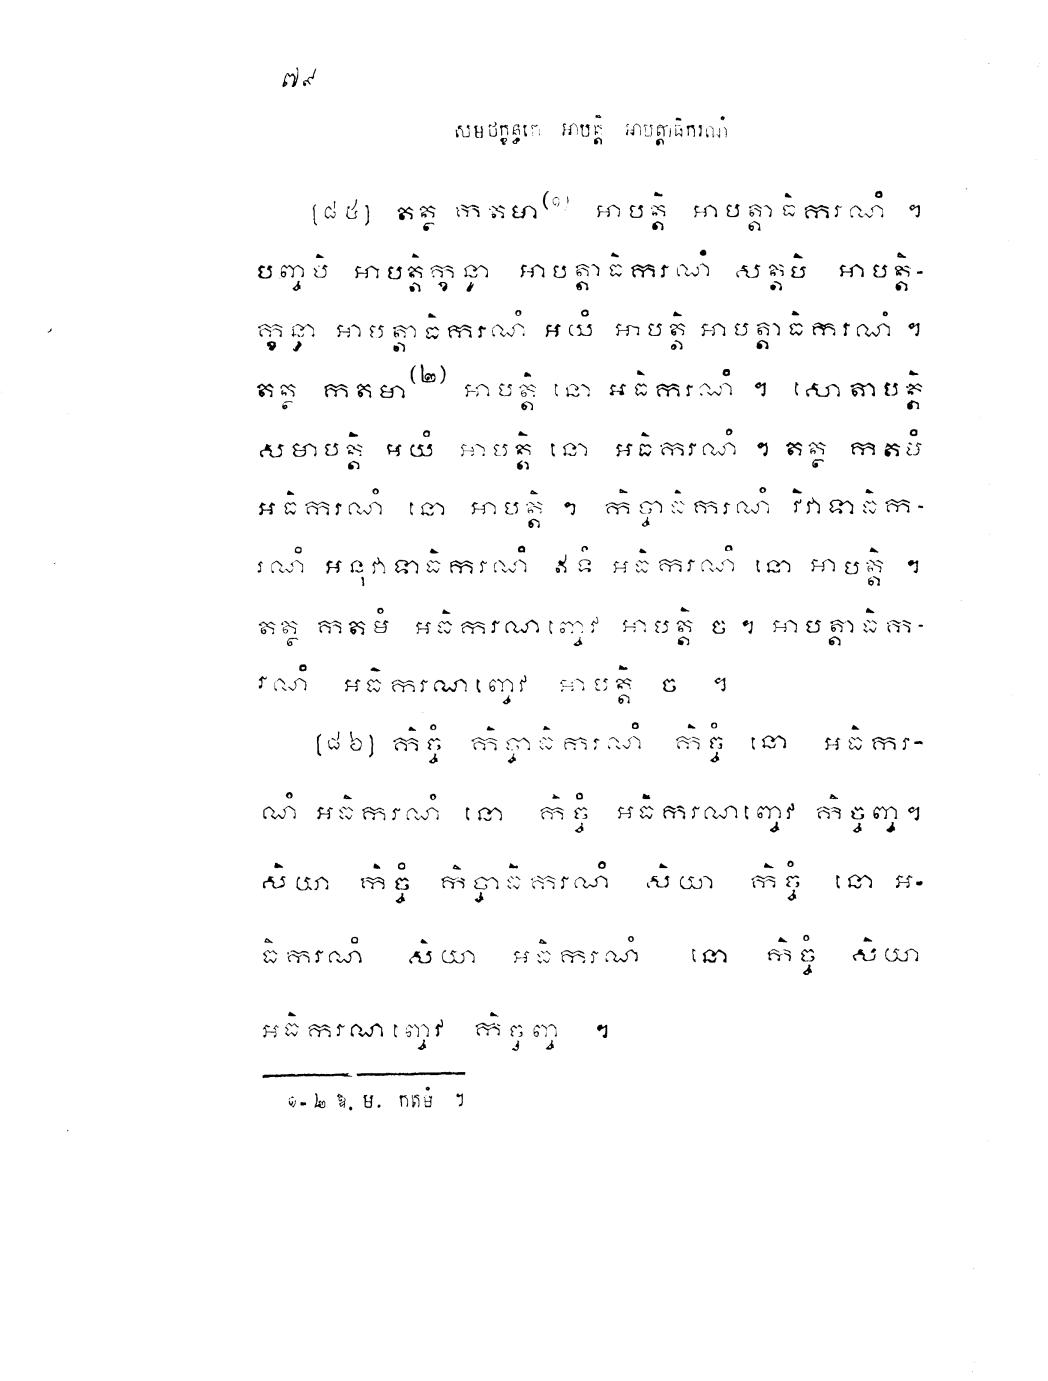 ៧៩
សមថក្ខន្ធកេ អាបត្តិ អាបត្តាធិករណំ
[៨៥] តត្ថ កតមា(១) អាបត្តិ អាបត្តាធិករណំ ។
បញ្ចបិ អាបត្តិក្ខន្ធា អាបត្តាធិករណំ សត្តបិ អាបត្តិ-
ក្ខន្ធា អាបត្តាធិករណំ អយំ អាបត្តិ អាបត្តាធិករណំ ។
តត្ថ កតមា(២) អាបត្តិ នោ អធិករណំ ។ សោតាបត្តិ
សមាបត្តិ អយំ អាបត្តិ នោ អធិករណំ ។ តត្ថ កតមំ
អធិករណំ នោ អាបត្តិ ។ កិច្ចាធិករណំ វិវាទាធិក-
រណំ អនុវាទាធិករណំ ឥទំ អធិករណំ នោ អាបត្តិ ។
តត្ថ កតមំ អធិករណញ្ចេវ អាបត្តិ ច ។ អាបត្តាធិក-
រណំ អធិករណញ្ចេវ អាបត្តិ ច ។
[៨៦] កិច្ចំ កិច្ចាធិករណំ កិច្ចំ នោ អធិករ-
ណំ អធិករណំ នោ កិច្ចំ អធិករណញ្ចេវ កិច្ចញ្ច។
សិយា កិច្ចំ កិច្ចាធិករណំ សិយា កិច្ចំ នោ អ-
ធិករណំ សិយា អធិករណំ នោ កិច្ចំ សិយា
អធិករណញ្ចេវ កិច្ចញ្ច ។
១-២ ឱ. ម. កតមំ ។